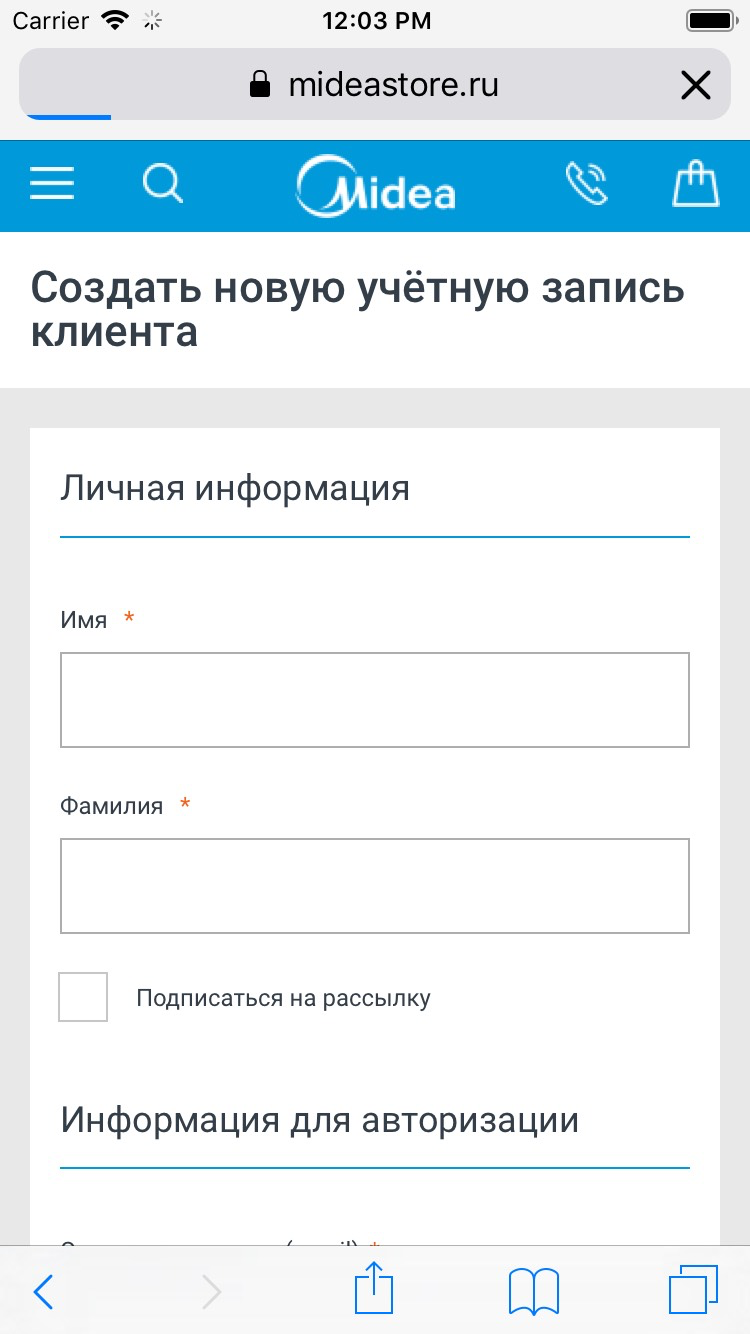 Carrier 12:03 PM
mideastore.ru
Midea
Создать новую учётную запись
клиента
Личная информация
Имя *
Фамилия *
Подписаться на рассылку
Информация для авторизации